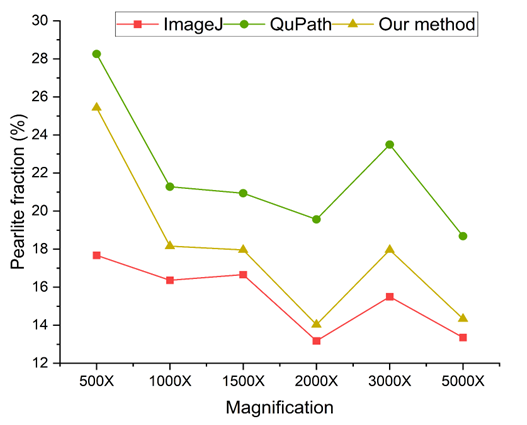 ImageJ QuPath Our method
30
28
26
24
22
20
18
16
14
12
Pearlite fraction (%)
500X 1000X 1500X 2000X 3000X 5000X
Magnification